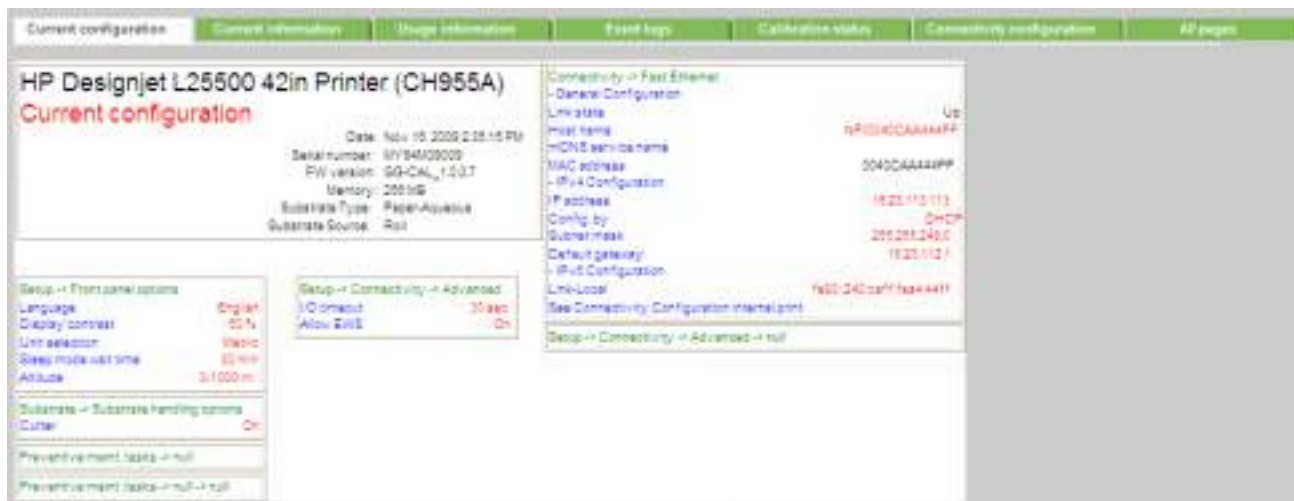 Current configuration
Current information
Usage information
Event logs
Calibration status
Connectivity configuration
All pages
HP Designjet L25500 42in Printer (CH955A)
Current configuration
Date: Nov 16, 2009
Serial number:
FW version:
Memory: 256 MB
Substrate Type: Paper-Aqueous
Substrate Source: Roll
Connectivity -> Fast Ethernet
- General Configuration
Link state Up
Host name
mDNS service name
MAC address
- IPv4 Configuration
IP address
Config. by DHCP
Subnet mask
Default gateway
- IPv6 Configuration
Link-Local
See Connectivity Configuration internal print
Setup -> Connectivity -> Advanced -> null
Setup -> Front panel options
Language English
Display contrast 50 %
Unit selection Metric
Sleep mode wait time
Altitude 0-1000 m
Substrate -> Substrate handling options
Cutter On
Preventive maint. tasks -> null
Preventive maint. tasks -> null -> null
Setup -> Connectivity -> Advanced
I/O timeout 30 sec
Allow EWS On